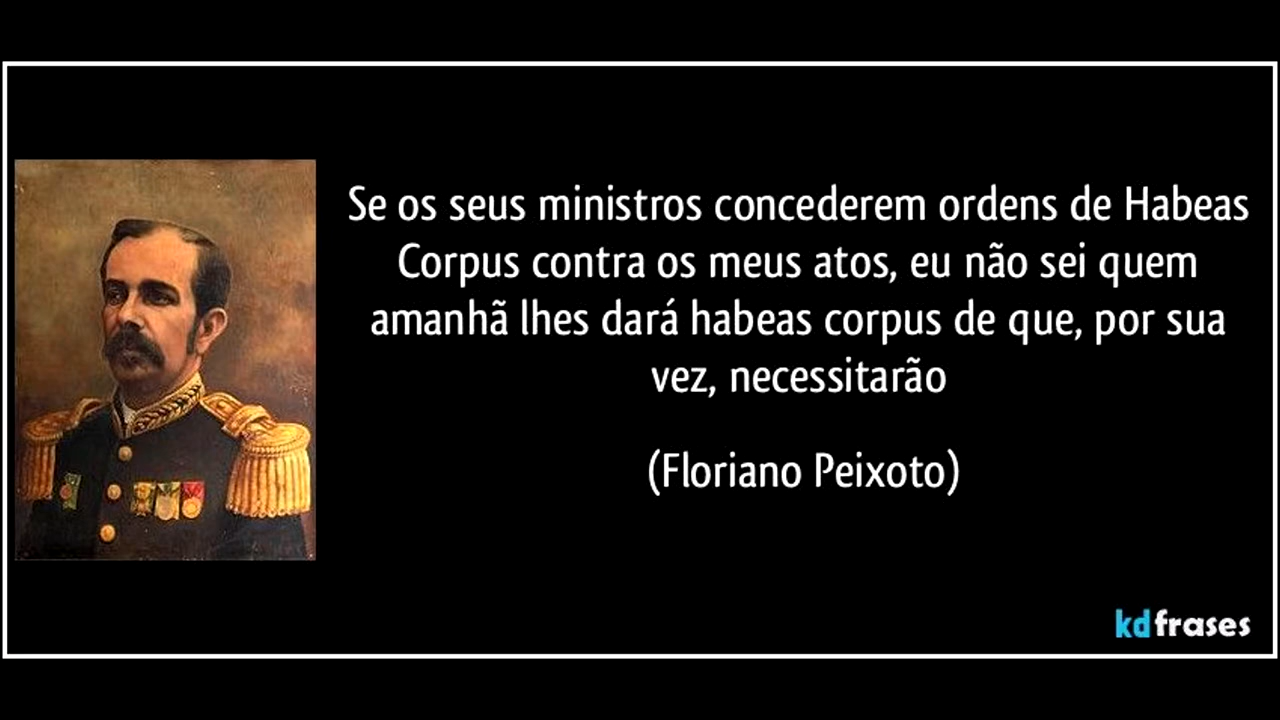 Se os seus ministros concederem ordens de Habeas
Corpus contra os meus atos, eu não sei quem
amanhã lhes dará habeas corpus de que, por sua
vez, necessitarão
(Floriano Peixoto)
kdfrases